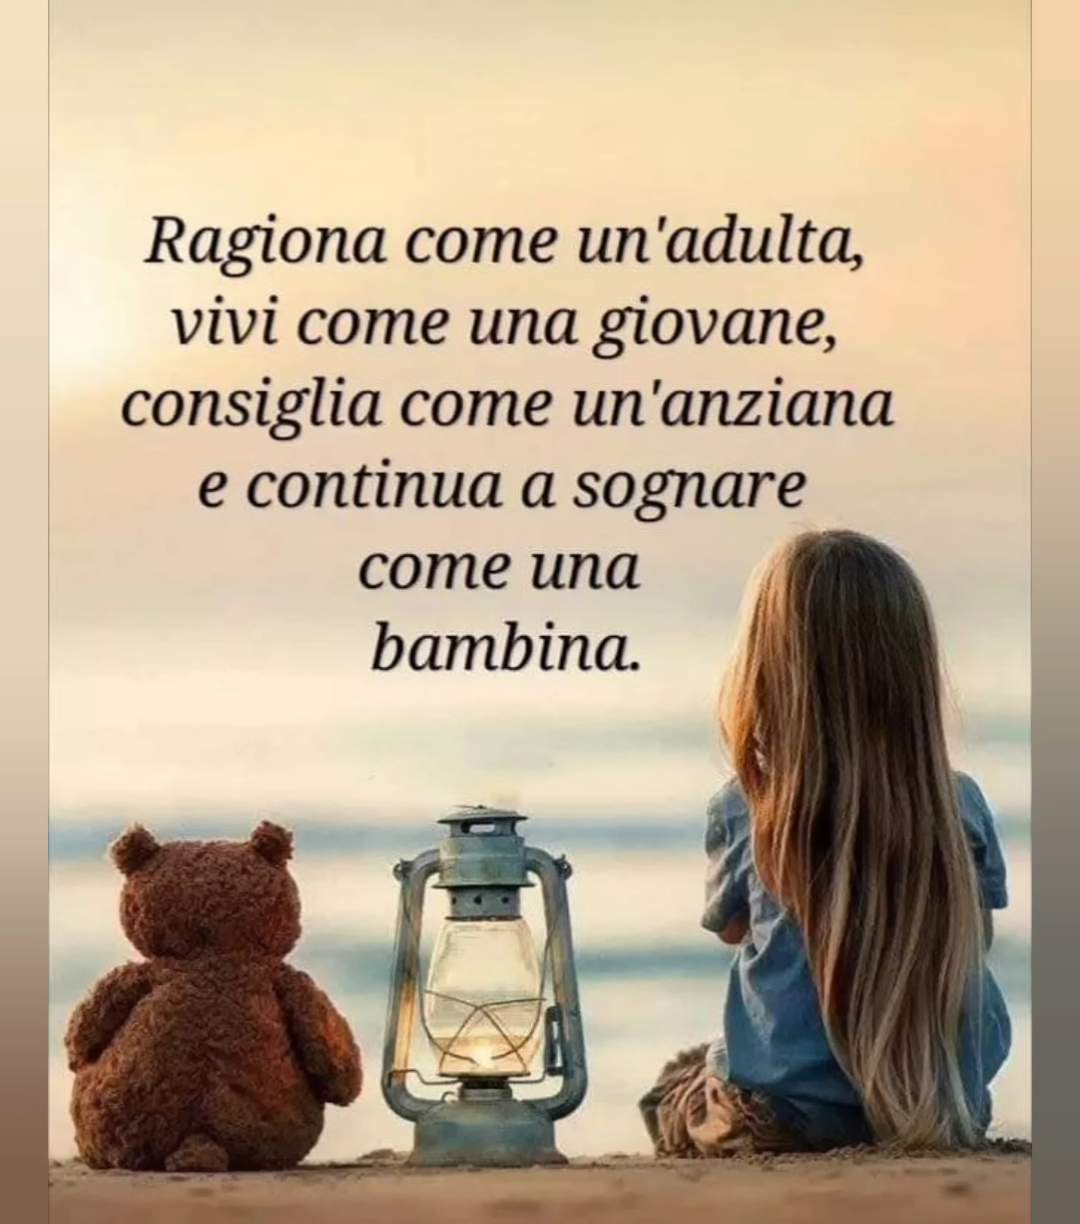 Ragiona come un'adulta,
vivi come una giovane,
consiglia come un'anziana
e continua a sognare
come una
bambina.